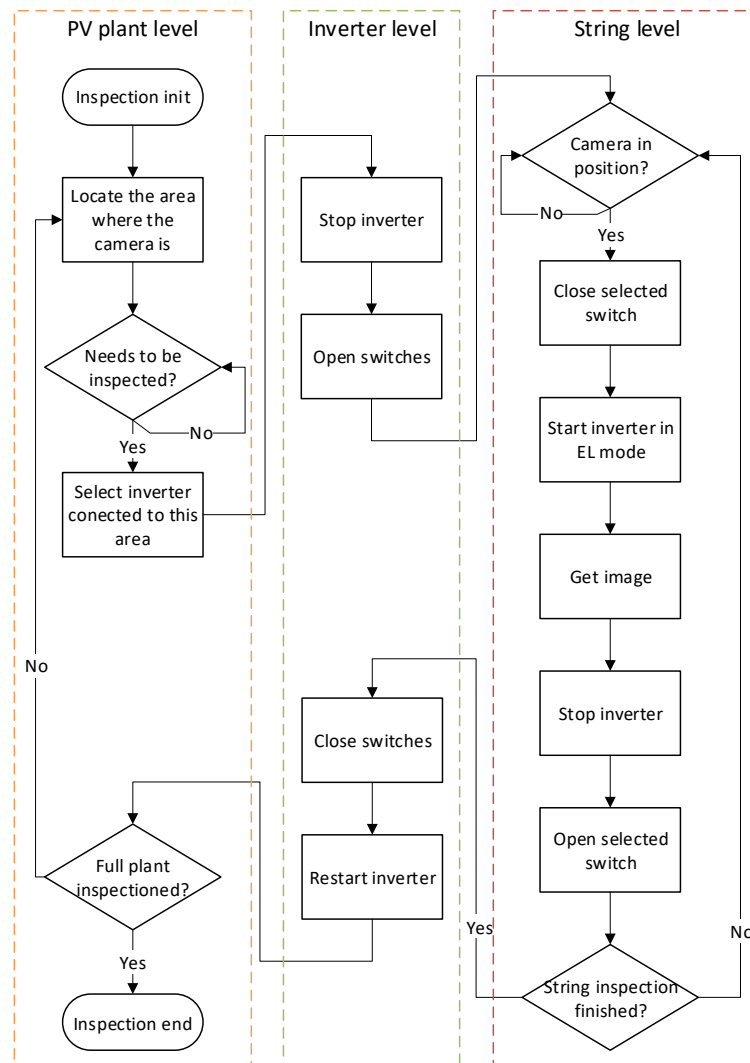 PV plant level
Inspection init
Locate the area
where the
camera is
Needs to be
inspected?
No
Yes
Select inverter
conected to this
area
No
Full plant
inspectioned?
Yes
Inspection end
Inverter level
Stop inverter
Open switches
Close switches
Restart inverter
String level
Camera in
position?
No
Yes
Close selected
switch
Start inverter in
EL mode
Get image
Stop inverter
Open selected
switch
Yes
No
String inspection
finished?